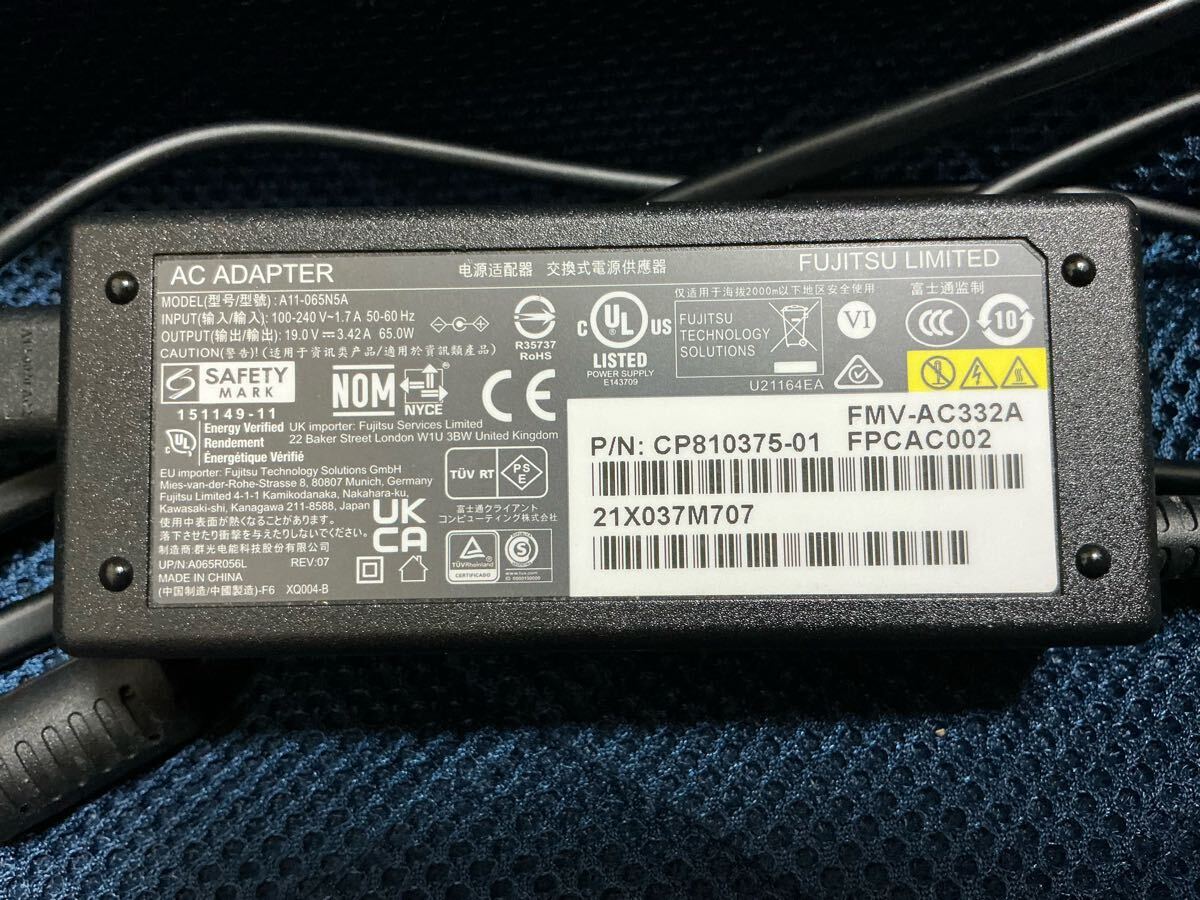 AC ADAPTER 电源适配器 交換式電源供應器 FUJITSU LIMITED
MODEL(型号/型號):A11-065N5A
INPUT(输入/輸入): 100-240 V~1.7 A 50-60 Hz
OUTPUT(输出/輸出): 19.0 V⎓3.42 A 65.0W
CAUTION(警告)! (适用于资讯类产品/適用於資訊類産品)
R35737
RoHS
C UL US
LISTED
POWER SUPPLY
E143709
仅适用于海拔2000m以下地区安全使用
富士通监制
FUJITSU
TECHNOLOGY
SOLUTIONS
U21164EA
VI
CCC
10
S SAFETY
MARK
151149-11
NOM
NYCE
CE
UL
Energy Verified
Rendement
Énergétique Vérifié
UK importer: Fujitsu Services Limited
22 Baker Street London W1U 3BW United Kingdom
EU importer: Fujitsu Technology Solutions GmbH
Mies-van-der-Rohe-Strasse 8, 80807 Munich, Germany
Fujitsu Limited 4-1-1 Kamikodanaka, Nakahara-ku,
Kawasaki-shi, Kanagawa 211-8588, Japan
使用中表面が熱くなることがあります。
落下させたり衝撃を与えたりしないでください。
制造商:群光电能科技股份有限公司
UP/N:A065R056L REV:07
MADE IN CHINA
(中国制造/中國製造)-F6 XQ004-B
UK
CA
TÜV RT
PS
E
富士通クライアント
コンピューティング株式会社
TÜVRheinland
CERTIFICADO
S
FMV-AC332A
P/N: CP810375-01 FPCAC002
21X037M707